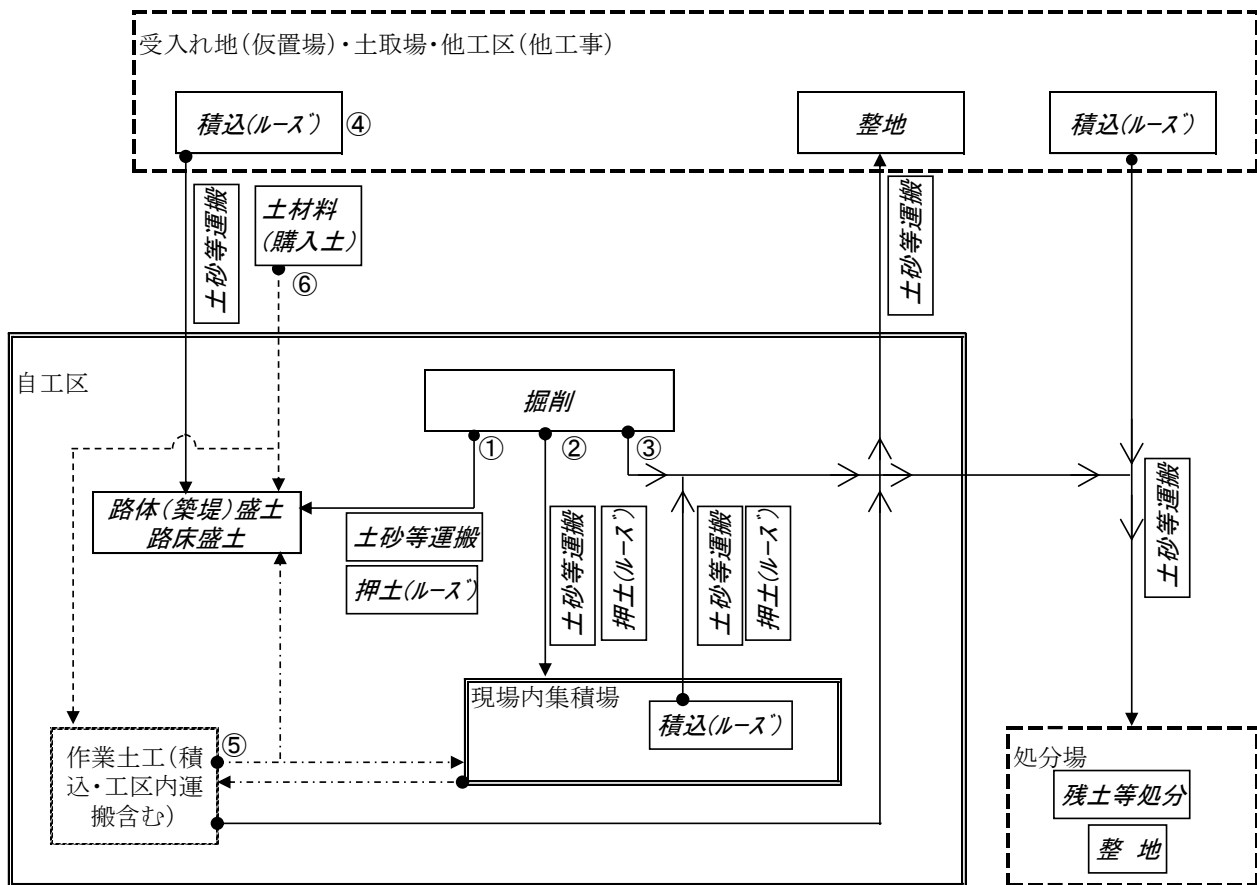 受入れ地(仮置場)・土取場・他工区(他工事)
積込(ルーズ)
④
整地
積込(ルーズ)
土砂等運搬
土材料
(購入土)
⑥
土砂等運搬
自工区
掘削
①
②
③
路体(築堤)盛土
路床盛土
土砂等運搬
押土(ルーズ)
土砂等運搬
押土(ルーズ)
土砂等運搬
押土(ルーズ)
土砂等運搬
現場内集積場
積込(ルーズ)
作業土工(積
込・工区内運
搬含む)
⑤
処分場
残土等処分
整 地